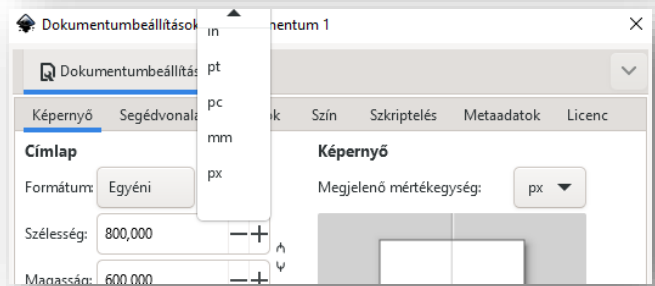 Dokumentumbeállítások mentum 1
in
Dokumentumbeállítás
pt
pc
mm
px
Képernyő Segédvonala k Szín Szkriptelés Metaadatok Licenc
Címlap
Képernyő
Formátum: Egyéni
Megjelenő mértékegység: px
Szélesség: 800,000
Magasság: 600,000